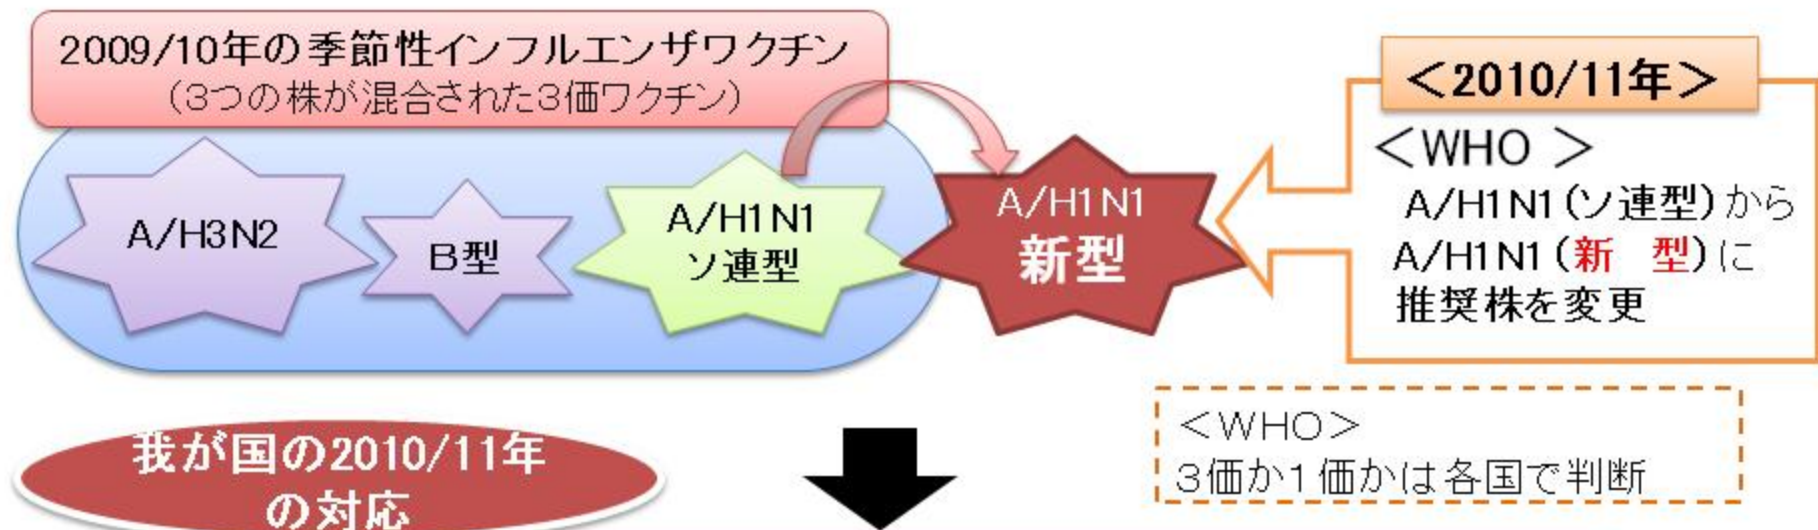 2009/10年の季節性インフルエンザワクチン
（3つの株が混合された3価ワクチン）
A/H3N2
B型
A/H1N1
ソ連型
A/H1N1
新型
＜2010/11年＞
＜WHO ＞
A/H1N1（ソ連型）から
A/H1N1（新　型）に
推奨株を変更
＜WHO＞
3価か1価かは各国で判断
我が国の2010/11年
の対応